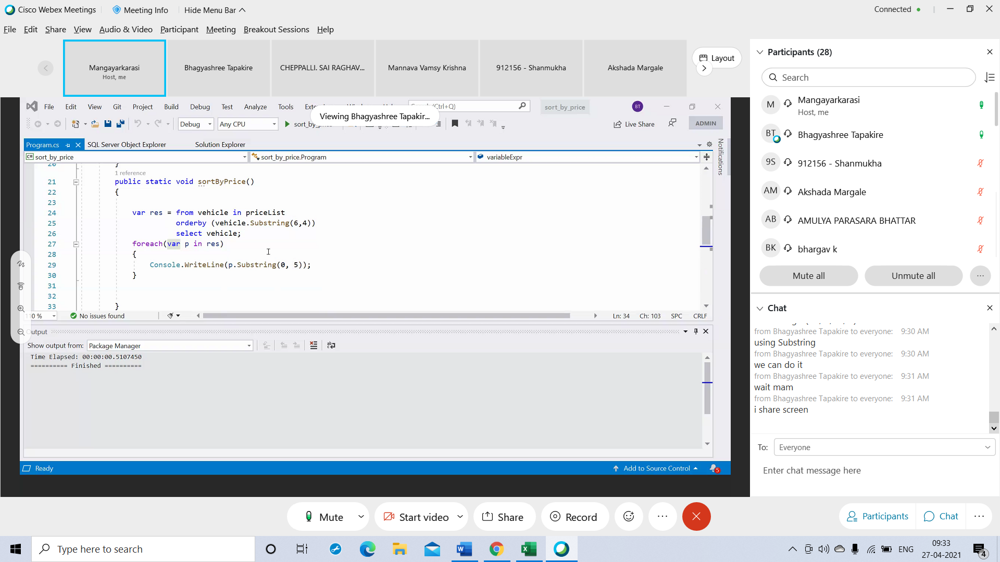 Cisco Webex Meetings
Meeting Info
Hide Menu Bar
Connected
File Edit Share View Audio & Video Participant Meeting Breakout Sessions Help
Mangayarkarasi
Host, me
Bhagyashree Tapakire
CHEPPALLI. SAI RAGHAV...
Mannava Vamsy Krishna
912156 - Shanmukha
Akshada Margale
Layout
File Edit View Git Project Build Debug Test Analyze Tools
sort_by_price
BT
Viewing Bhagyashree Tapakir...
Debug
Any CPU
Live Share
ADMIN
Program.cs
SQL Server Object Explorer
Solution Explorer
Notifications
sort_by_price
sort_by_price.Program
variableExpr
20 }
1 reference
21 public static void sortByPrice()
22 {
23
24 var res = from vehicle in priceList
25 orderby (vehicle.Substring(6,4))
26 select vehicle;
27 foreach(var p in res)
28 {
29 Console.WriteLine(p.Substring(0, 5));
30 }
31
32
33 }
No issues found
Ln: 34 Ch: 103 SPC CRLF
Output
Show output from: Package Manager
Time Elapsed: 00:00:00.5107450
========== Finished ==========
Ready
Add to Source Control
5
Participants (28)
Search
M Mangayarkarasi
Host, me
BT Bhagyashree Tapakire
9S 912156 - Shanmukha
AM Akshada Margale
AB AMULYA PARASARA BHATTAR
BK bhargav k
Mute all
Unmute all
Chat
from Bhagyashree Tapakire to everyone: 9:30 AM
using Substring
from Bhagyashree Tapakire to everyone: 9:30 AM
we can do it
from Bhagyashree Tapakire to everyone: 9:31 AM
wait mam
from Bhagyashree Tapakire to everyone: 9:31 AM
i share screen
To: Everyone
Enter chat message here
Mute
Start video
Share
Record
Participants
Chat
Type here to search
ENG
09:33
27-04-2021
4